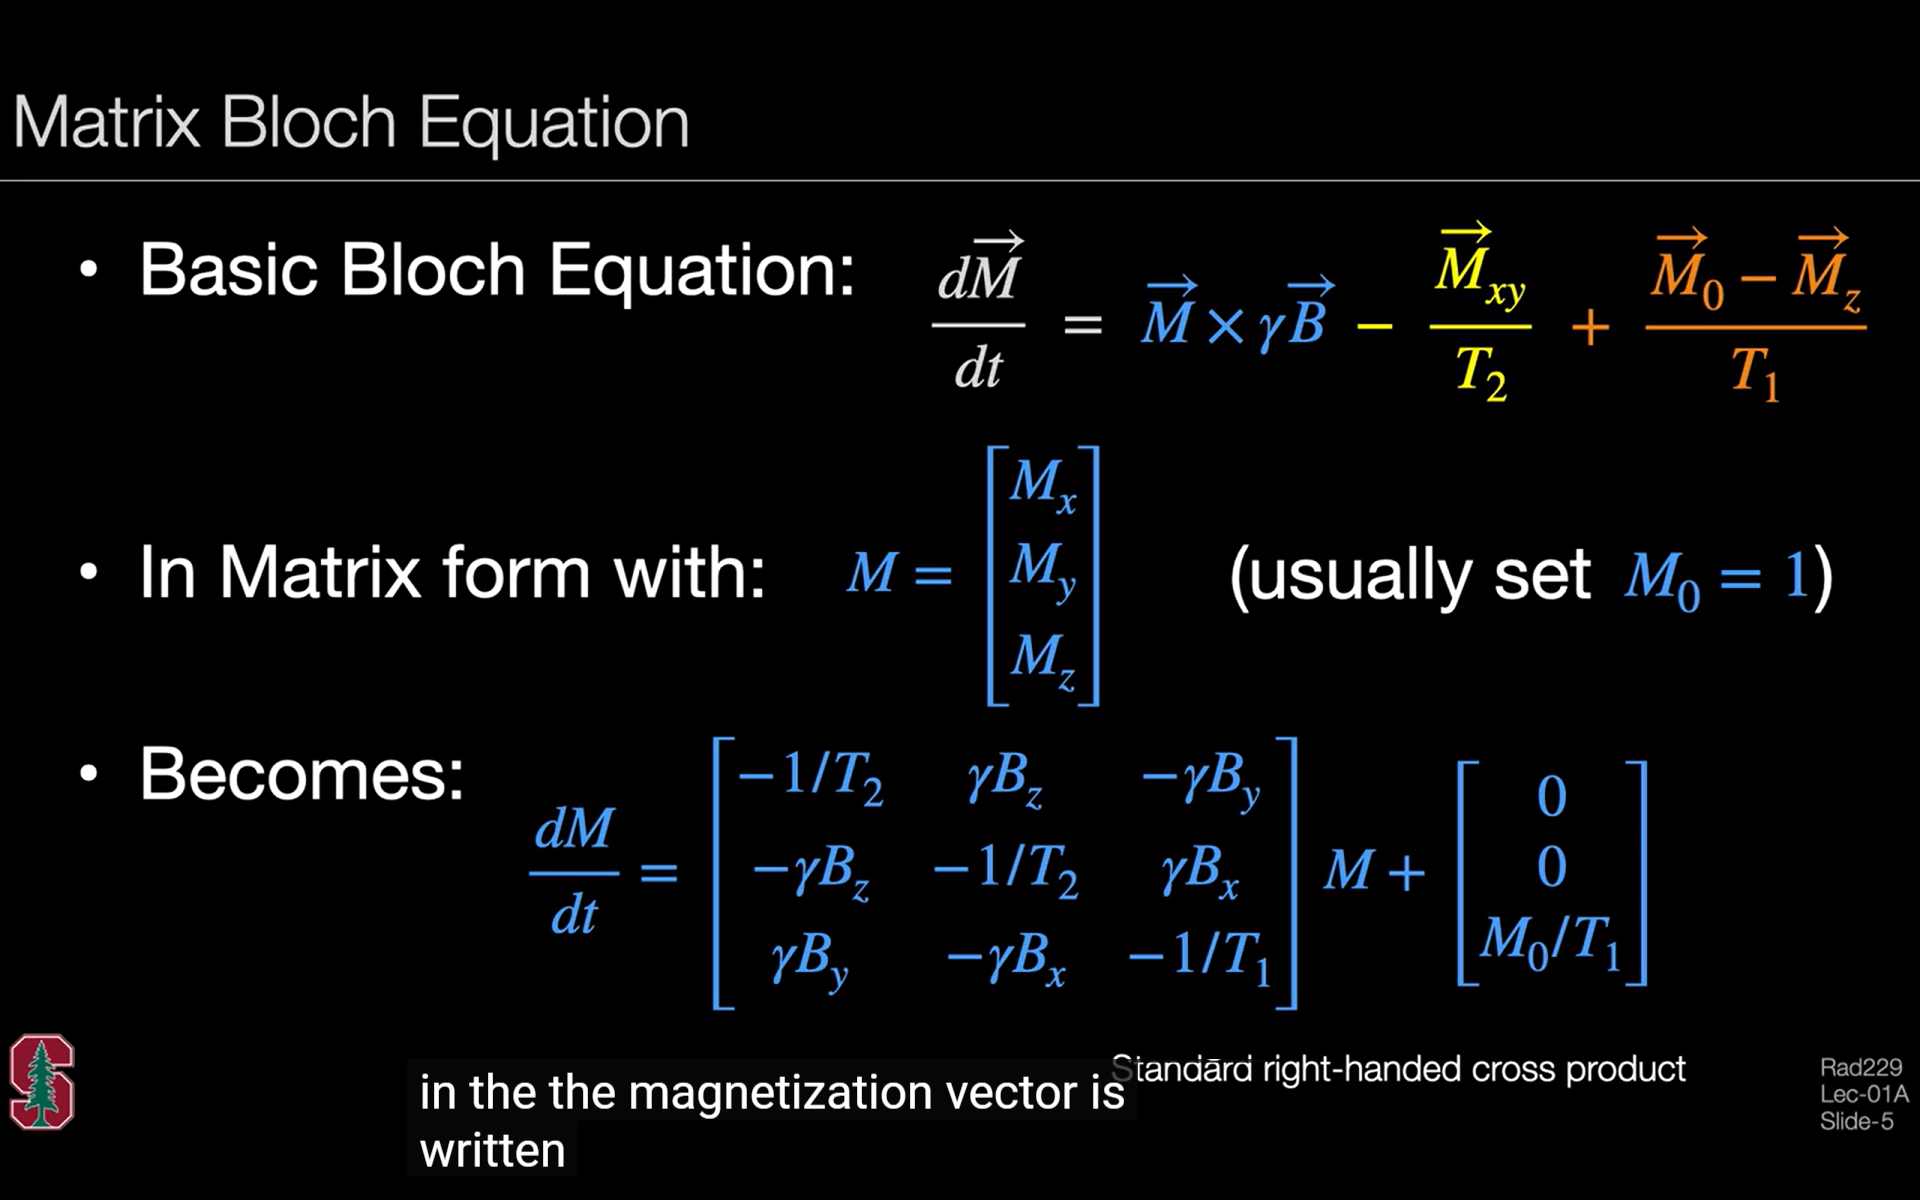 Matrix Bloch Equation
• Basic Bloch Equation: $\frac{d\vec{M}}{dt} = \vec{M} \times \gamma\vec{B} - \frac{\vec{M}_{xy}}{T_2} + \frac{\vec{M}_0 - \vec{M}_z}{T_1}$
• In Matrix form with: $M = \begin{bmatrix} M_x \\ M_y \\ M_z \end{bmatrix}$ (usually set $M_0 = 1$)
• Becomes:
$\frac{dM}{dt} = \begin{bmatrix} -1/T_2 & \gamma B_z & -\gamma B_y \\ -\gamma B_z & -1/T_2 & \gamma B_x \\ \gamma B_y & -\gamma B_x & -1/T_1 \end{bmatrix} M + \begin{bmatrix} 0 \\ 0 \\ M_0/T_1 \end{bmatrix}$
Standard right-handed cross product
in the the magnetization vector is
written
Rad229
Lec-01A
Slide-5